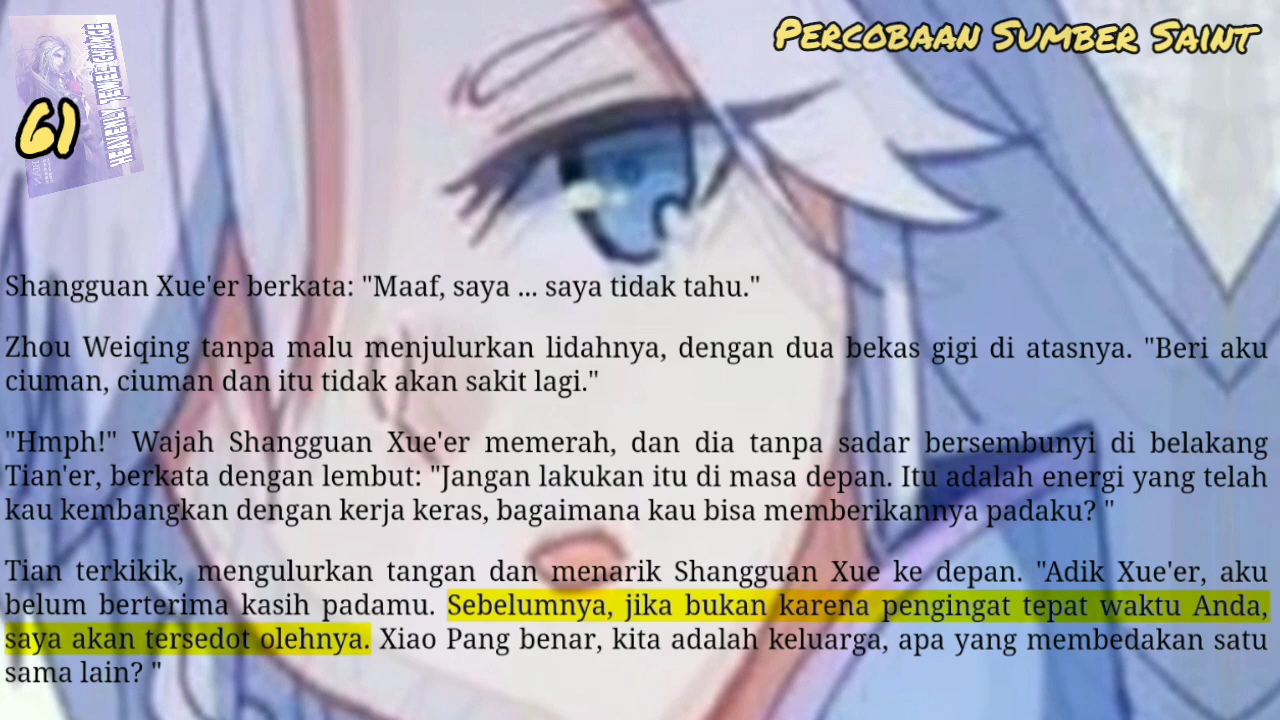 Percobaan Sumber Saint
HEAVENLY JEWEL CHANGE
61
Shangguan Xue'er berkata: "Maaf, saya ... saya tidak tahu."
Zhou Weiqing tanpa malu menjulurkan lidahnya, dengan dua bekas gigi di atasnya. "Beri aku
ciuman, ciuman dan itu tidak akan sakit lagi."
"Hmph!" Wajah Shangguan Xue'er memerah, dan dia tanpa sadar bersembunyi di belakang
Tian'er, berkata dengan lembut: "Jangan lakukan itu di masa depan. Itu adalah energi yang telah
kau kembangkan dengan kerja keras, bagaimana kau bisa memberikannya padaku? "
Tian terkikik, mengulurkan tangan dan menarik Shangguan Xue ke depan. "Adik Xue'er, aku
belum berterima kasih padamu. Sebelumnya, jika bukan karena pengingat tepat waktu Anda,
saya akan tersedot olehnya. Xiao Pang benar, kita adalah keluarga, apa yang membedakan satu
sama lain? "